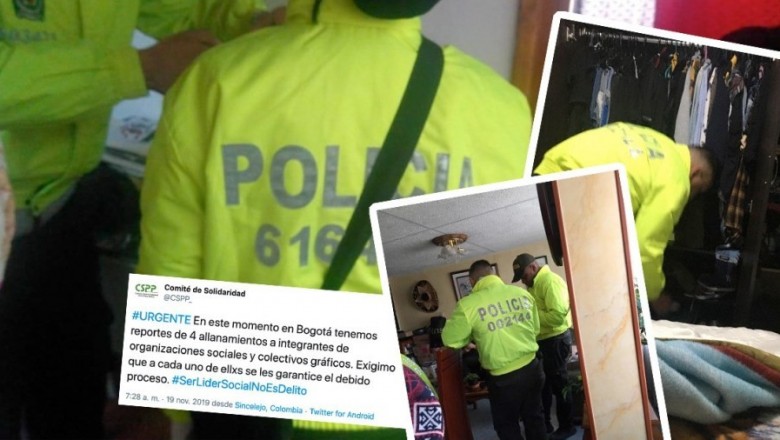 POLICIA
6164
POLICIA
002144
CSPP
Comité de Solidaridad
@CSPP_
#URGENTE En este momento en Bogotá tenemos
reportes de 4 allanamientos a integrantes de
organizaciones sociales y colectivos gráficos. Exigimo
que a cada uno de ellxs se les garantice el debido
proceso. #SerLiderSocialNoEsDelito
7:28 a. m. · 19 nov. 2019 desde Sincelejo, Colombia · Twitter for Android